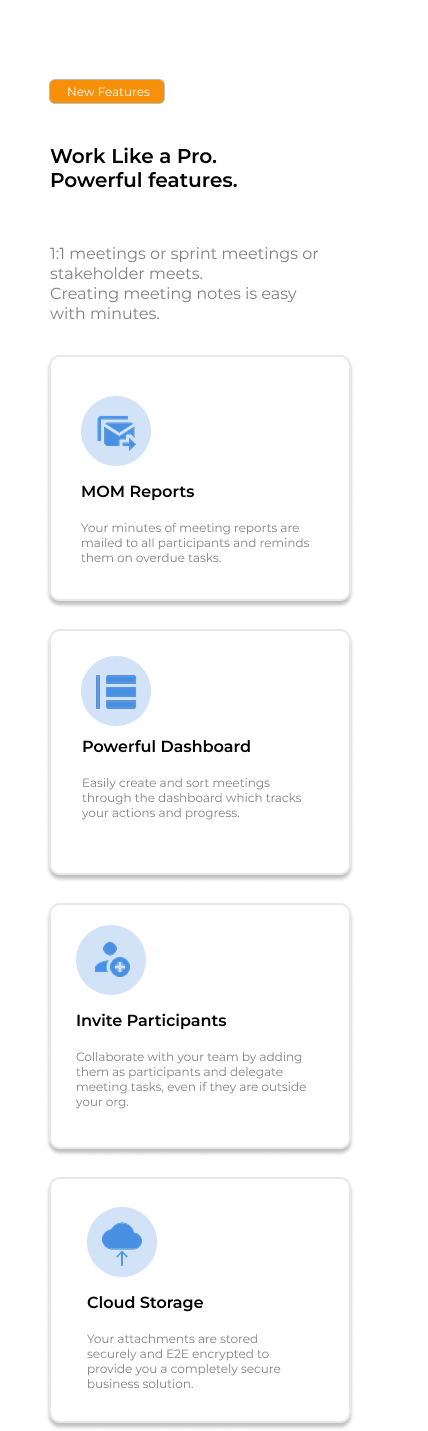 New Features
Work Like a Pro.
Powerful features.
1:1 meetings or sprint meetings or
stakeholder meets.
Creating meeting notes is easy
with minutes.
MOM Reports
Your minutes of meeting reports are
mailed to all participants and reminds
them on overdue tasks.
Powerful Dashboard
Easily create and sort meetings
through the dashboard which tracks
your actions and progress.
Invite Participants
Collaborate with your team by adding
them as participants and delegate
meeting tasks, even if they are outside
your org.
Cloud Storage
Your attachments are stored
securely and E2E encrypted to
provide you a completely secure
business solution.